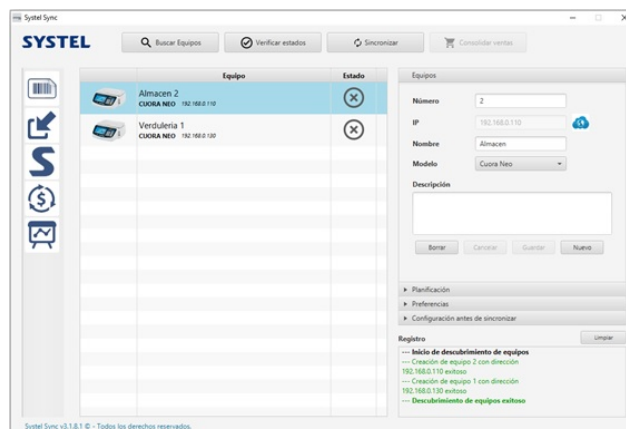 Systel Sync
SYSTEL
Buscar Equipos
Verificar estados
Sincronizar
Consolidar ventas
Equipo
Estado
Almacen 2
CUORA NEO 192.168.0.110
Verduleria 1
CUORA NEO 192.168.0.130
Equipos
Número
2
IP
192.168.0.110
Nombre
Almacen
Modelo
Cuora Neo
Descripción
Borrar
Cancelar
Guardar
Nuevo
Planificación
Preferencias
Configuración antes de sincronizar
Registro
Limpiar
--- Inicio de descubrimiento de equipos
--- Creación de equipo 2 con dirección
192.168.0.110 exitoso
--- Creación de equipo 1 con dirección
192.168.0.130 exitoso
--- Descubrimiento de equipos exitoso
Systel Sync v3.1.8.1 © - Todos los derechos reservados.